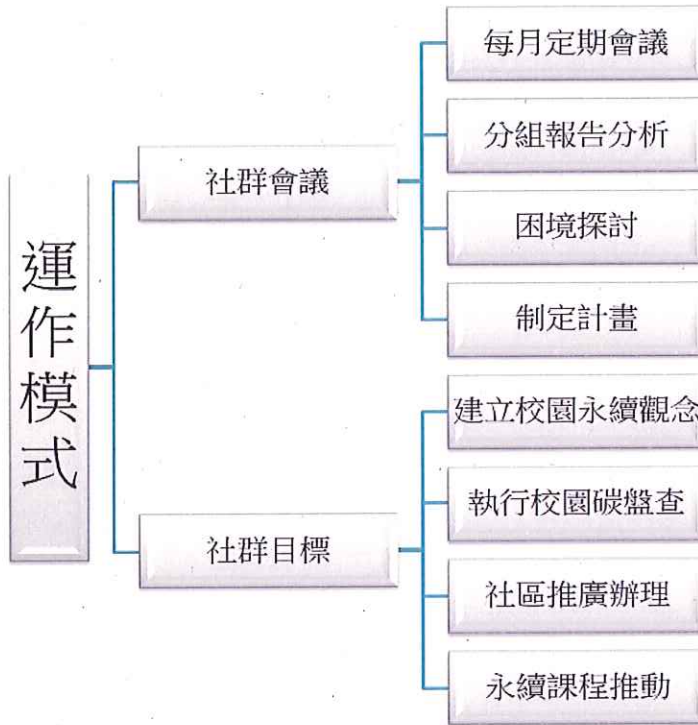 運作模式
社群會議
每月定期會議
分組報告分析
困境探討
制定計畫
社群目標
建立校園永續觀念
執行校園碳盤查
社區推廣辦理
永續課程推動